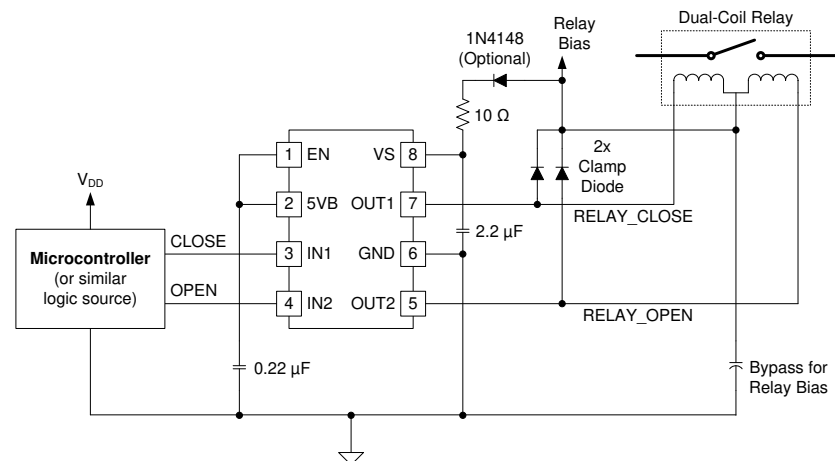 Dual-Coil Relay
Relay
Bias
1N4148
(Optional)
10 Ω
1 EN
VS 8
2 5VB
OUT1 7
3 IN1
GND 6
4 IN2
OUT2 5
2x
Clamp
Diode
V_DD
Microcontroller
(or similar
logic source)
CLOSE
OPEN
RELAY_CLOSE
2.2 µF
RELAY_OPEN
0.22 µF
Bypass for
Relay Bias